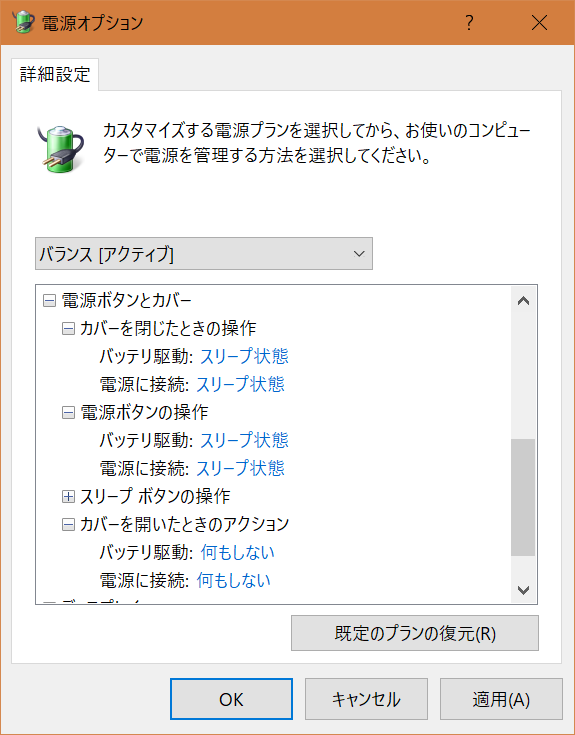 電源オプション
詳細設定
カスタマイズする電源プランを選択してから、お使いのコンピュー
ターで電源を管理する方法を選択してください。
バランス [アクティブ]
電源ボタンとカバー
カバーを閉じたときの操作
バッテリ駆動: スリープ状態
電源に接続: スリープ状態
電源ボタンの操作
バッテリ駆動: スリープ状態
電源に接続: スリープ状態
スリープ ボタンの操作
カバーを開いたときのアクション
バッテリ駆動: 何もしない
電源に接続: 何もしない
既定のプランの復元(R)
OK
キャンセル
適用(A)